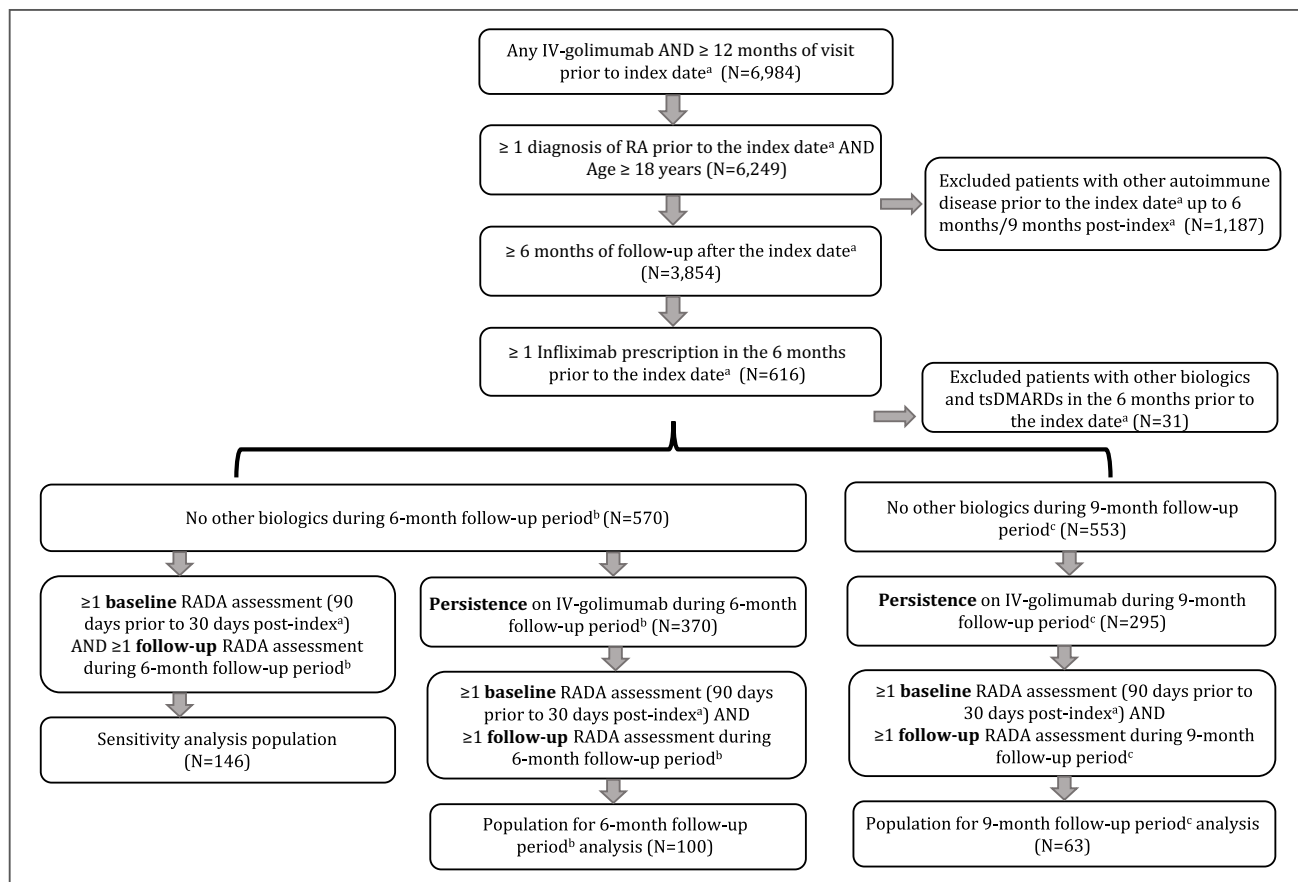 Any IV-golimumab AND ≥ 12 months of visit
prior to index dateᵃ (N=6,984)
≥ 1 diagnosis of RA prior to the index dateᵃ AND
Age ≥ 18 years (N=6,249)
Excluded patients with other autoimmune
disease prior to the index dateᵃ up to 6
months/9 months post-indexᵃ (N=1,187)
≥ 6 months of follow-up after the index dateᵃ
(N=3,854)
≥ 1 Infliximab prescription in the 6 months
prior to the index dateᵃ (N=616)
Excluded patients with other biologics
and tsDMARDs in the 6 months prior to
the index dateᵃ (N=31)
No other biologics during 6-month follow-up periodᵇ (N=570)
No other biologics during 9-month follow-up
periodᶜ (N=553)
≥1 baseline RADA assessment (90
days prior to 30 days post-indexᵃ)
AND ≥1 follow-up RADA assessment
during 6-month follow-up periodᵇ
Sensitivity analysis population
(N=146)
Persistence on IV-golimumab during 6-month
follow-up periodᵇ (N=370)
≥1 baseline RADA assessment (90 days
prior to 30 days post-indexᵃ) AND
≥1 follow-up RADA assessment during
6-month follow-up periodᵇ
Population for 6-month follow-up
periodᵇ analysis (N=100)
Persistence on IV-golimumab during 9-month
follow-up periodᶜ (N=295)
≥1 baseline RADA assessment (90 days prior to
30 days post-indexᵃ) AND
≥1 follow-up RADA assessment during 9-month
follow-up periodᶜ
Population for 9-month follow-up periodᶜ analysis
(N=63)